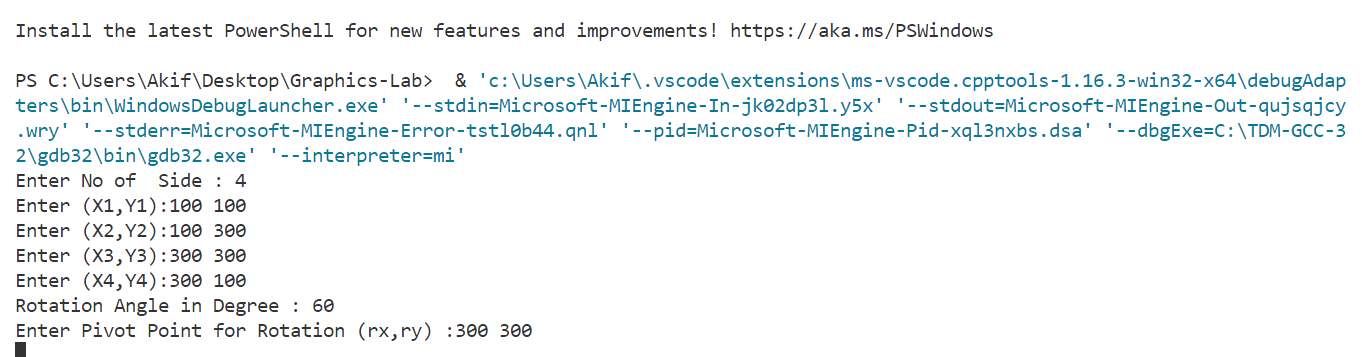 Install the latest PowerShell for new features and improvements! https://aka.ms/PSWindows
PS C:\Users\Akif\Desktop\Graphics-Lab>  & 'c:\Users\Akif\.vscode\extensions\ms-vscode.cpptools-1.16.3-win32-x64\debugAdap
ters\bin\WindowsDebugLauncher.exe' '--stdin=Microsoft-MIEngine-In-jk02dp3l.y5x' '--stdout=Microsoft-MIEngine-Out-qujsqjcy
.wry' '--stderr=Microsoft-MIEngine-Error-tstl0b44.qnl' '--pid=Microsoft-MIEngine-Pid-xql3nxbs.dsa' '--dbgExe=C:\TDM-GCC-3
2\gdb32\bin\gdb32.exe' '--interpreter=mi'
Enter No of  Side : 4
Enter (X1,Y1):100 100
Enter (X2,Y2):100 300
Enter (X3,Y3):300 300
Enter (X4,Y4):300 100
Rotation Angle in Degree : 60
Enter Pivot Point for Rotation (rx,ry) :300 300